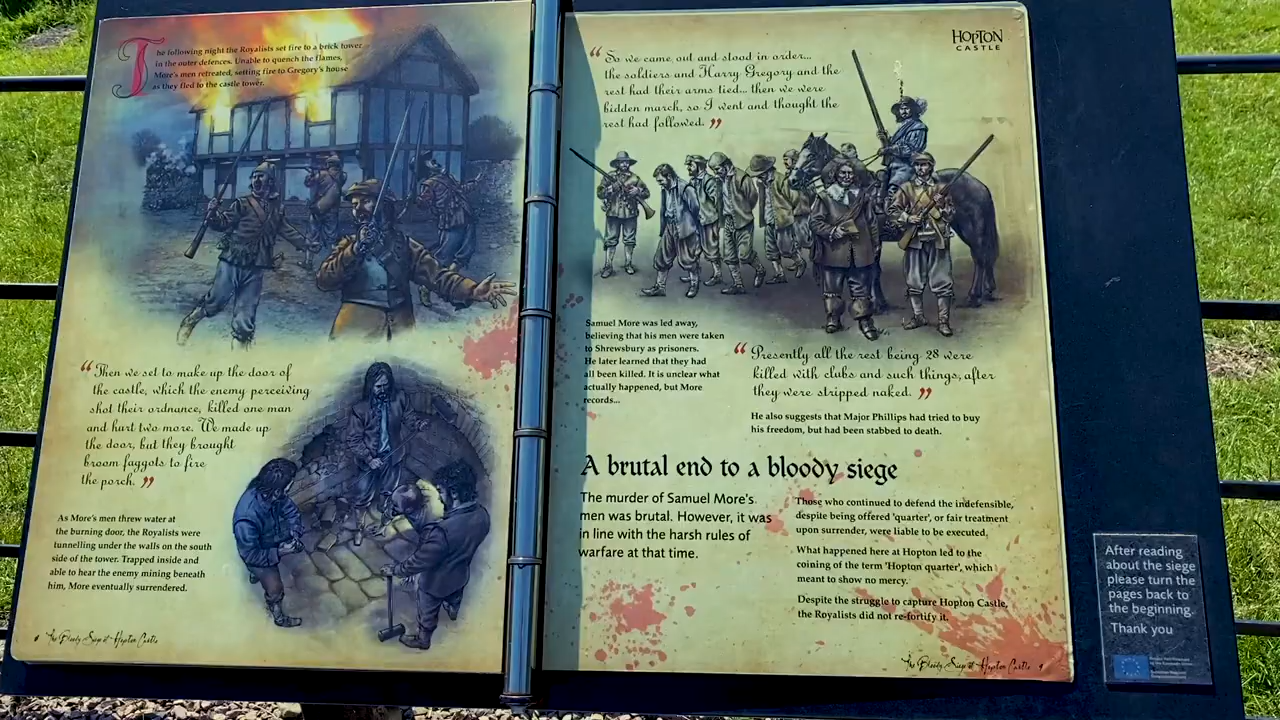 The following night the Royalists set fire to a brick tower
in the outer defences. Unable to quench the flames,
More's men retreated, setting fire to Gregory's house
as they fled to the castle tower.
“Then we set to make up the door of
the castle, which the enemy perceiving
shot their ordnance, killed one man
and hurt two more. We made up
the door, but they brought
broom faggots to fire
the porch.”
As More's men threw water at
the burning door, the Royalists were
tunnelling under the walls on the south
side of the tower. Trapped inside and
able to hear the enemy mining beneath
him, More eventually surrendered.
The Bloody Siege at Hopton Castle
HOPTON
CASTLE
“So we came out and stood in order...
the soldiers and Harry Gregory and the
rest had their arms tied... then we were
bidden march, so I went and thought the
rest had followed.”
Samuel More was led away,
believing that his men were taken
to Shrewsbury as prisoners.
He later learned that they had
all been killed. It is unclear what
actually happened, but More
records...
“Presently all the rest being 28 were
killed with clubs and such things, after
they were stripped naked.”
He also suggests that Major Phillips had tried to buy
his freedom, but had been stabbed to death.
A brutal end to a bloody siege
The murder of Samuel More's
men was brutal. However, it was
in line with the harsh rules of
warfare at that time.
Those who continued to defend the indefensible,
despite being offered 'quarter', or fair treatment
upon surrender, were liable to be executed.
What happened here at Hopton led to the
coining of the term 'Hopton quarter', which
meant to show no mercy.
Despite the struggle to capture Hopton Castle,
the Royalists did not re-fortify it.
The Bloody Siege at Hopton Castle 9
After reading
about the siege
please turn the
pages back to
the beginning.
Thank you